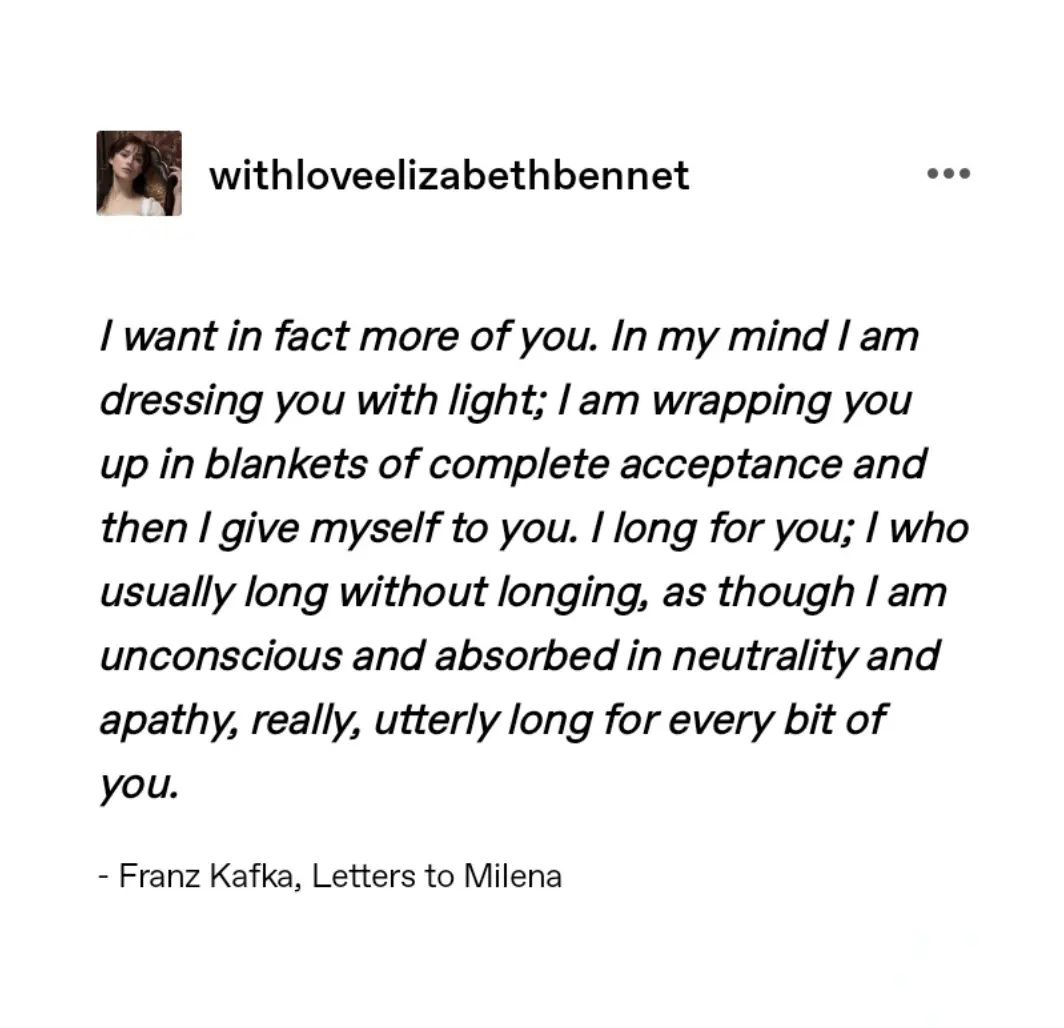 withloveelizabethbennet
I want in fact more of you. In my mind I am
dressing you with light; I am wrapping you
up in blankets of complete acceptance and
then I give myself to you. I long for you; I who
usually long without longing, as though I am
unconscious and absorbed in neutrality and
apathy, really, utterly long for every bit of
you.
- Franz Kafka, Letters to Milena